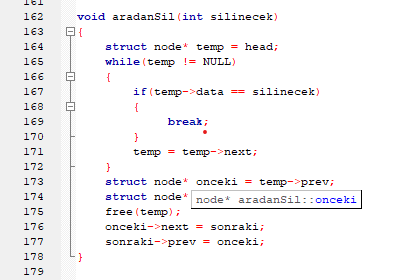 161
162 void aradanSil(int silinecek)
163 {
164 struct node* temp = head;
165 while(temp != NULL)
166 {
167 if(temp->data == silinecek)
168 {
169 break;
170 }
171 temp = temp->next;
172 }
173 struct node* onceki = temp->prev;
174 struct node* node* aradanSil::onceki
175 free(temp);
176 onceki->next = sonraki;
177 sonraki->prev = onceki;
178 }
179